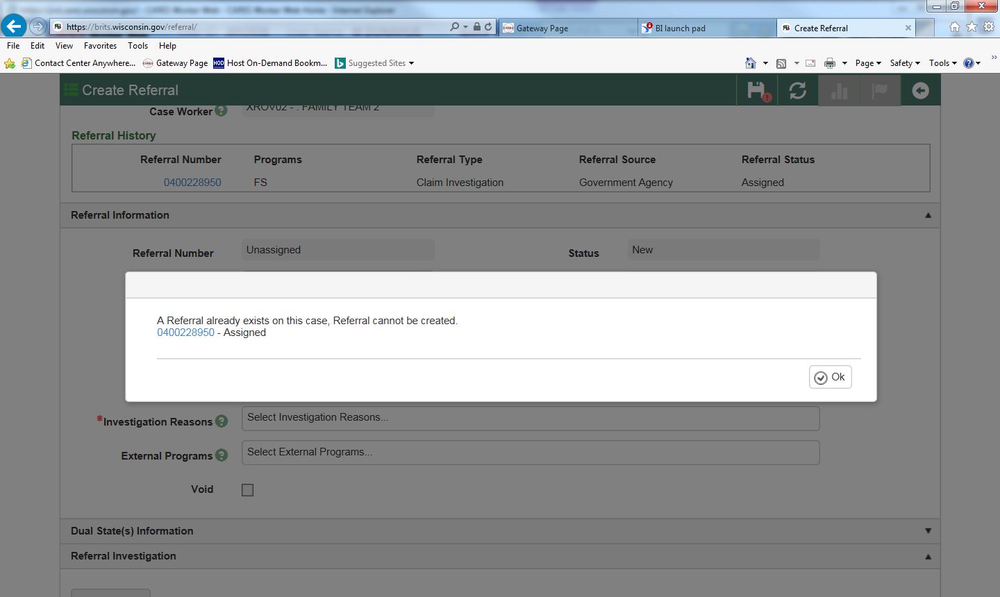 https://brits.wisconsin.gov/referral/
Gateway Page
BI launch pad
Create Referral
File Edit View Favorites Tools Help
Contact Center Anywhere... CARES Gateway Page HOD Host On-Demand Bookm... Suggested Sites
Page Safety Tools
Create Referral
Case Worker XROV02 - : FAMILY TEAM 2
Referral History
Referral Number Programs Referral Type Referral Source Referral Status
0400228950 FS Claim Investigation Government Agency Assigned
Referral Information
Referral Number Unassigned Status New
A Referral already exists on this case, Referral cannot be created.
0400228950 - Assigned
Ok
*Investigation Reasons Select Investigation Reasons...
External Programs Select External Programs...
Void
Dual State(s) Information
Referral Investigation